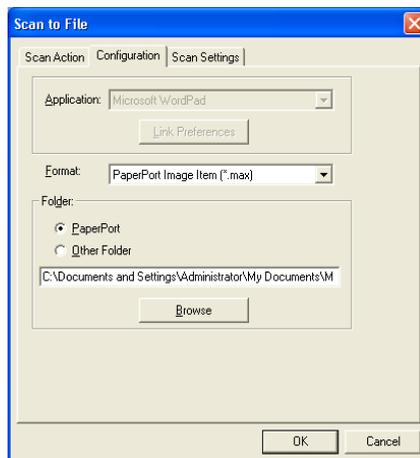 Scan to File
Scan Action Configuration Scan Settings
Application: Microsoft WordPad
Link Preferences
Format: PaperPort Image Item (*.max)
Folder:
PaperPort
Other Folder
C:\Documents and Settings\Administrator\My Documents\M
Browse
OK Cancel